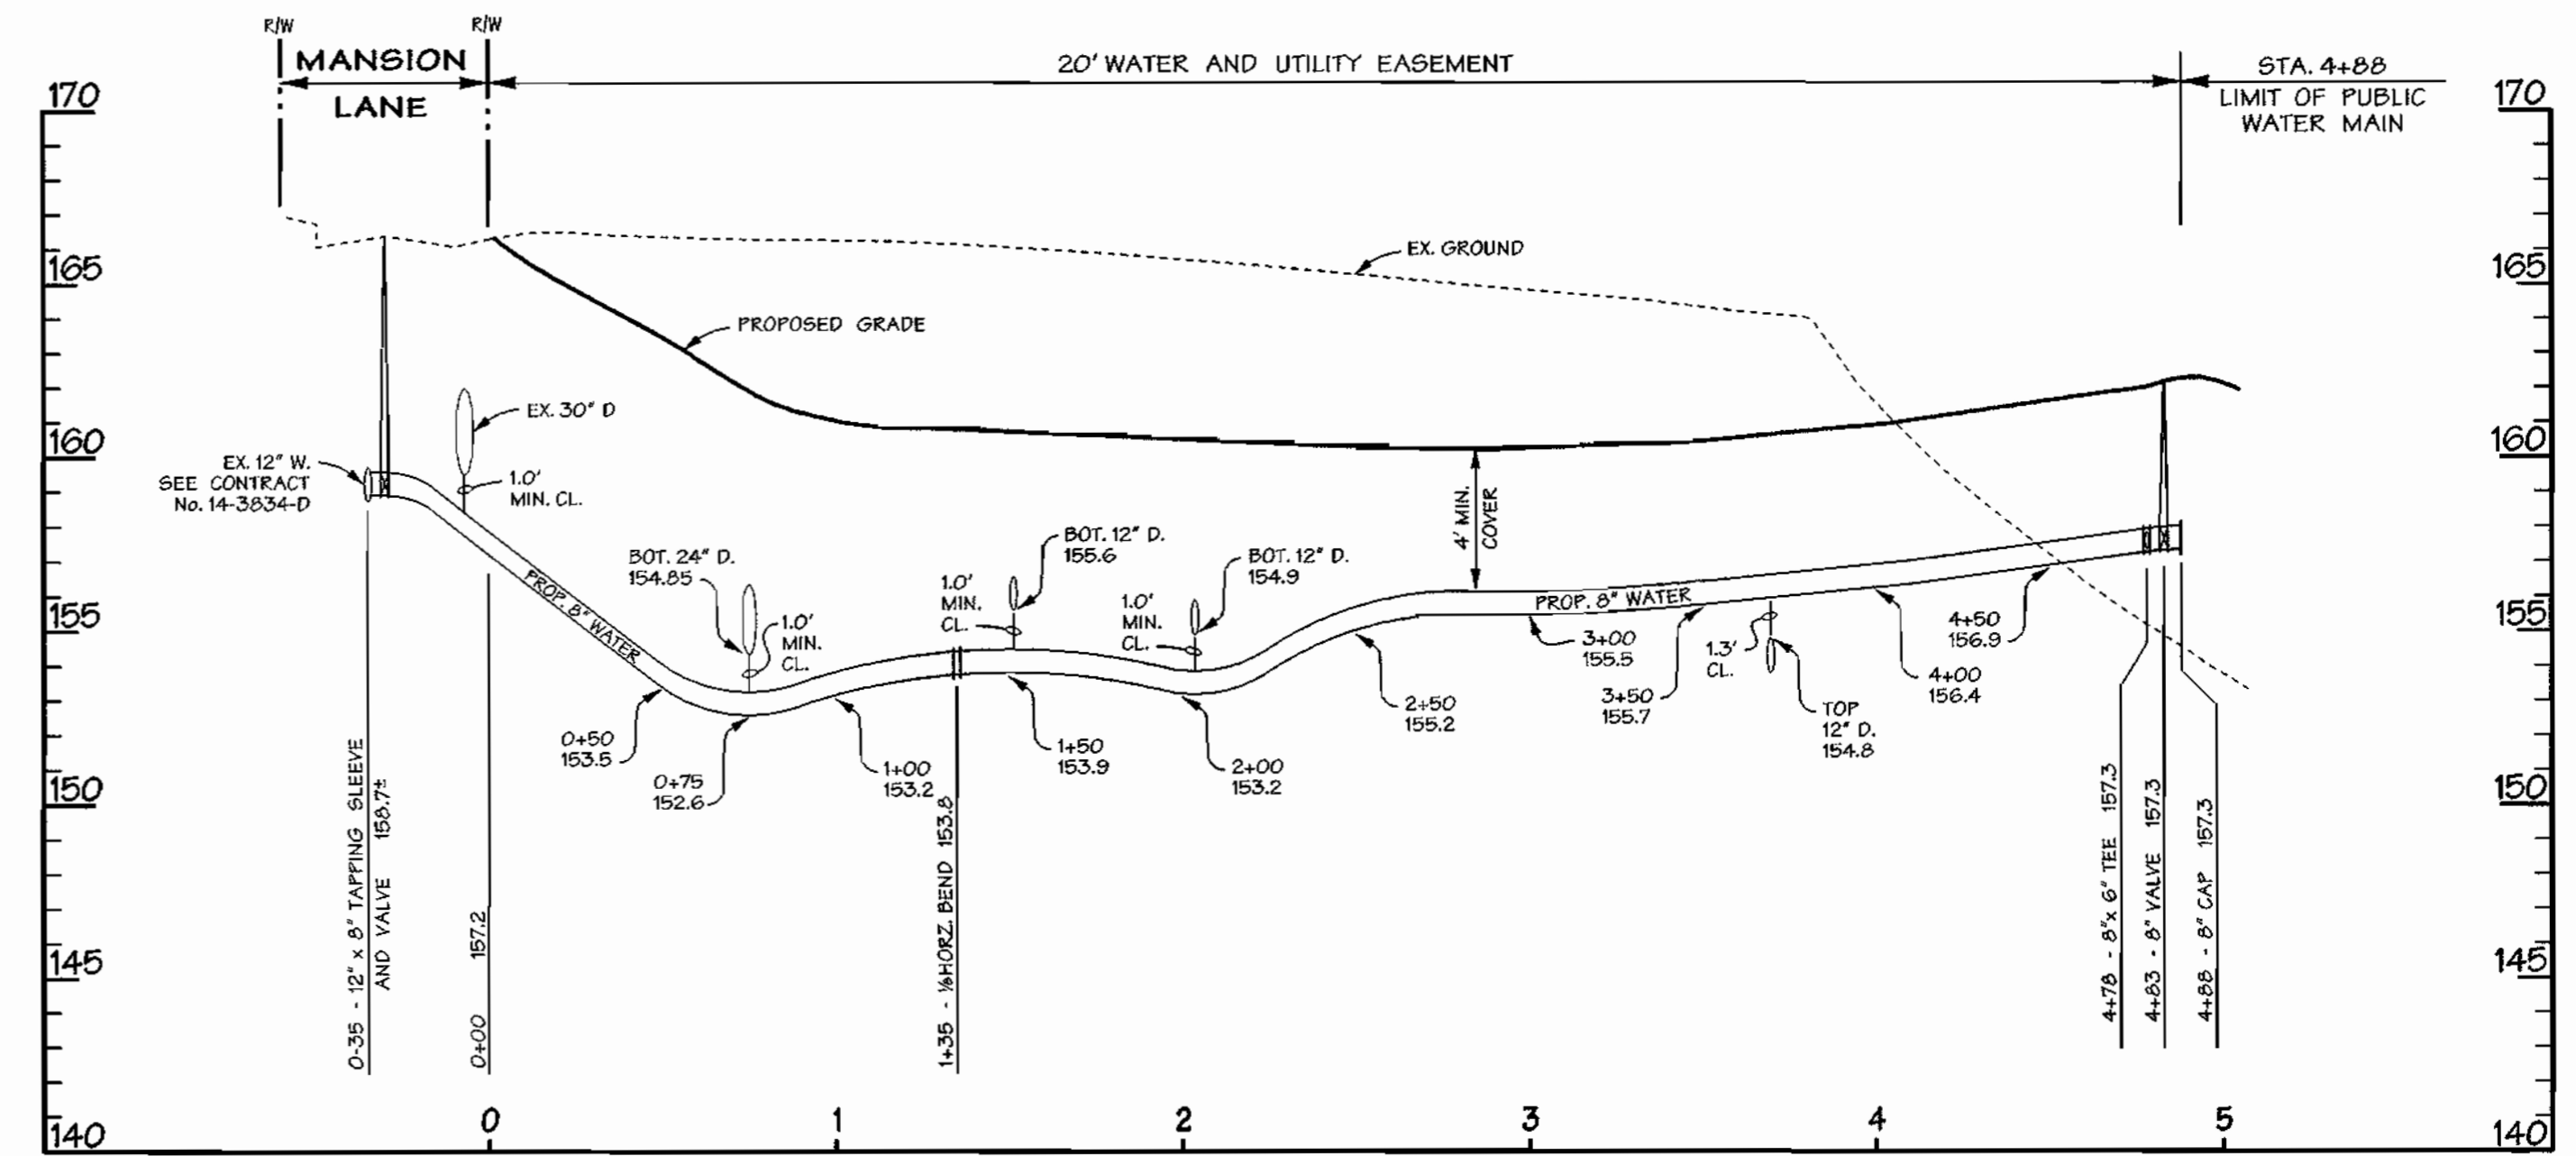 R/W
R/W
MANSION
LANE
20' WATER AND UTILITY EASEMENT
STA. 4+88
LIMIT OF PUBLIC
WATER MAIN
170
170
165
165
160
160
155
155
150
150
145
145
140
140
EX. GROUND
PROPOSED GRADE
EX. 30" D
1.0'
MIN. CL.
EX. 12" W.
SEE CONTRACT
No. 14-3834-D
PROP. 8" WATER
BOT. 24" D.
154.85
1.0'
MIN.
CL.
1.0'
MIN.
CL.
BOT. 12" D.
155.6
1.0'
MIN.
CL.
BOT. 12" D.
154.9
4' MIN.
COVER
PROP. 8" WATER
0+50
153.5
0+75
152.6
1+00
153.2
1+50
153.9
2+00
153.2
2+50
155.2
3+00
155.5
3+50
155.7
1.3'
CL.
TOP
12" D.
154.8
4+00
156.4
4+50
156.9
0-35 - 12" x 8" TAPPING SLEEVE
AND VALVE 158.7±
0+00 157.2
1+35 - ⅛ HORZ. BEND 153.8
4+78 - 8" x 6" TEE 157.3
4+83 - 8" VALVE 157.3
4+88 - 8" CAP 157.3
0
1
2
3
4
5